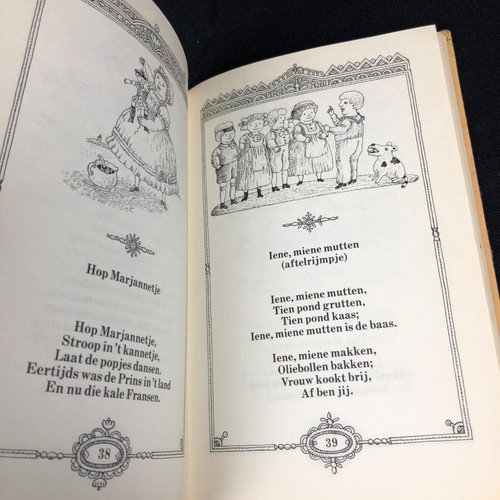 Hop Marjannetje
Hop Marjannetje,
Stroop in 't kannetje,
Laat de popjes dansen.
Eertijds was de Prins in 't land
En nu die kale Fransen.
38
Iene, miene mutten
(aftelrijmpje)
Iene, miene mutten,
Tien pond grutten,
Tien pond kaas;
Iene, miene mutten is de baas.
Iene, miene makken,
Oliebollen bakken;
Vrouw kookt brij,
Af ben jij.
39